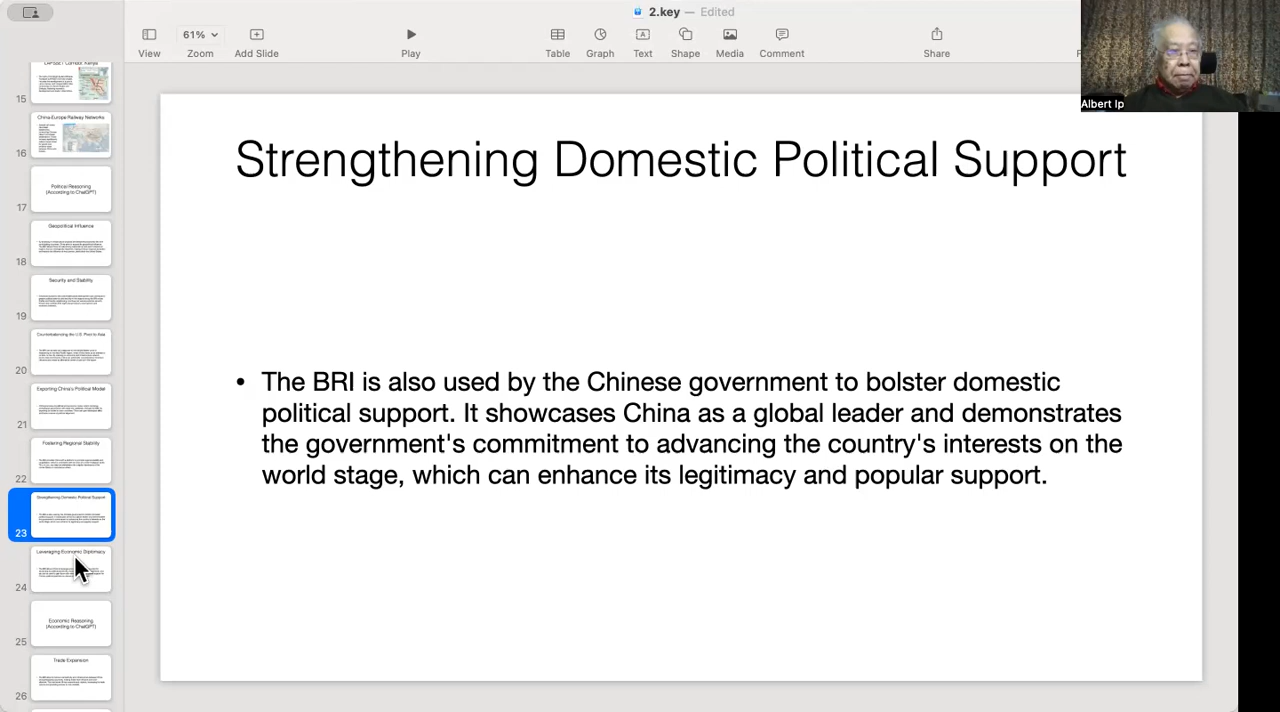 2.key — Edited
61%
View
Zoom
Add Slide
Play
Table
Graph
Text
Shape
Media
Comment
Share
Albert Ip
15
China-Europe Railway Networks
16
Political Reasoning
(According to ChatGPT)
17
Geopolitical Influence
18
Security and Stability
19
Counterbalancing the U.S. Pivot to Asia
20
Exporting China's Political Model
21
Fostering Regional Stability
22
Strengthening Domestic Political Support
23
Leveraging Economic Diplomacy
24
Economic Reasoning
(According to ChatGPT)
25
Trade Expansion
26
Strengthening Domestic Political Support
• The BRI is also used by the Chinese government to bolster domestic
political support. It showcases China as a global leader and demonstrates
the government's commitment to advancing the country's interests on the
world stage, which can enhance its legitimacy and popular support.